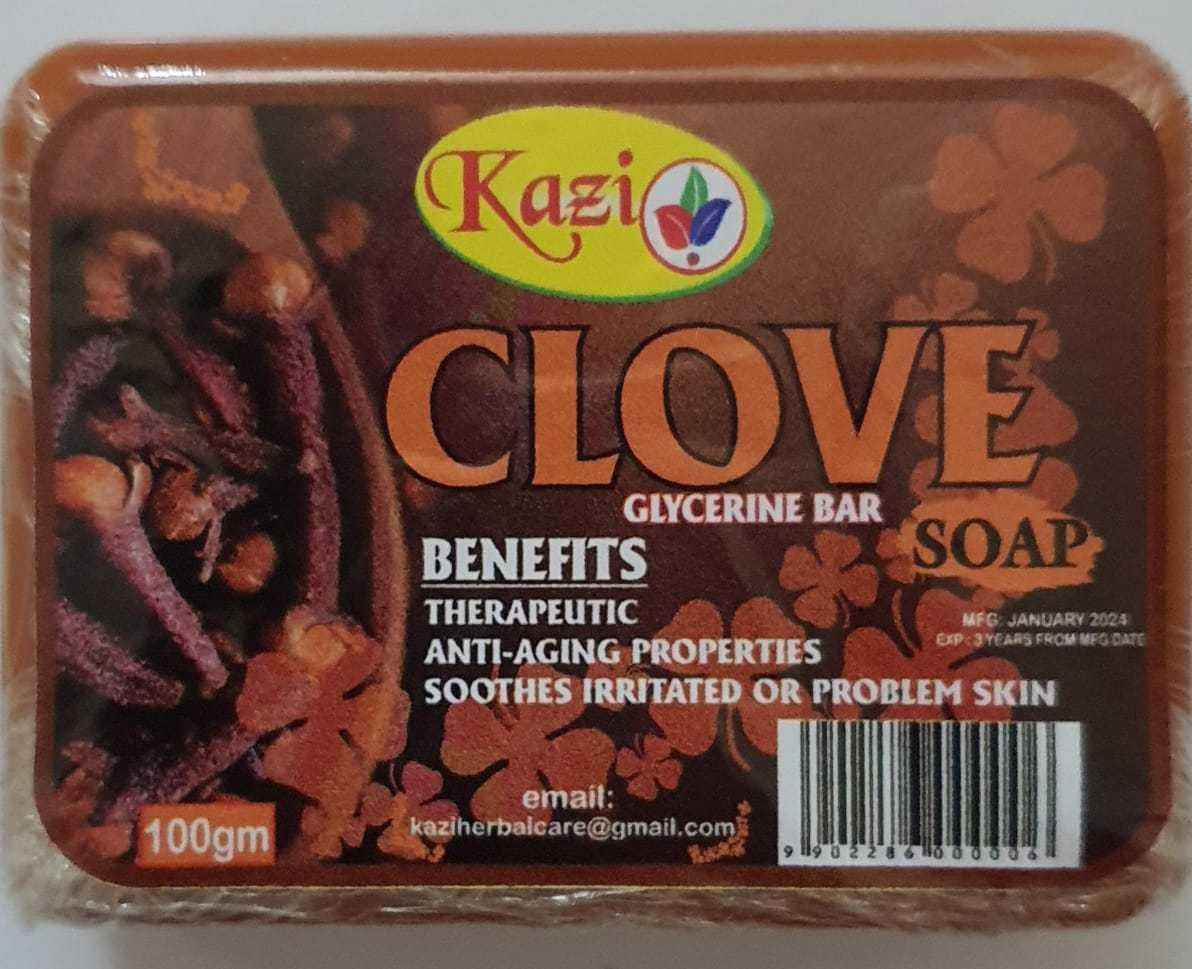 Kazi
CLOVE
GLYCERINE BAR
SOAP
BENEFITS
THERAPEUTIC
ANTI-AGING PROPERTIES
SOOTHES IRRITATED OR PROBLEM SKIN
MFG: JANUARY 2024
EXP: 3 YEARS FROM MFG DATE
email:
kaziherbalcare@gmail.com
100gm